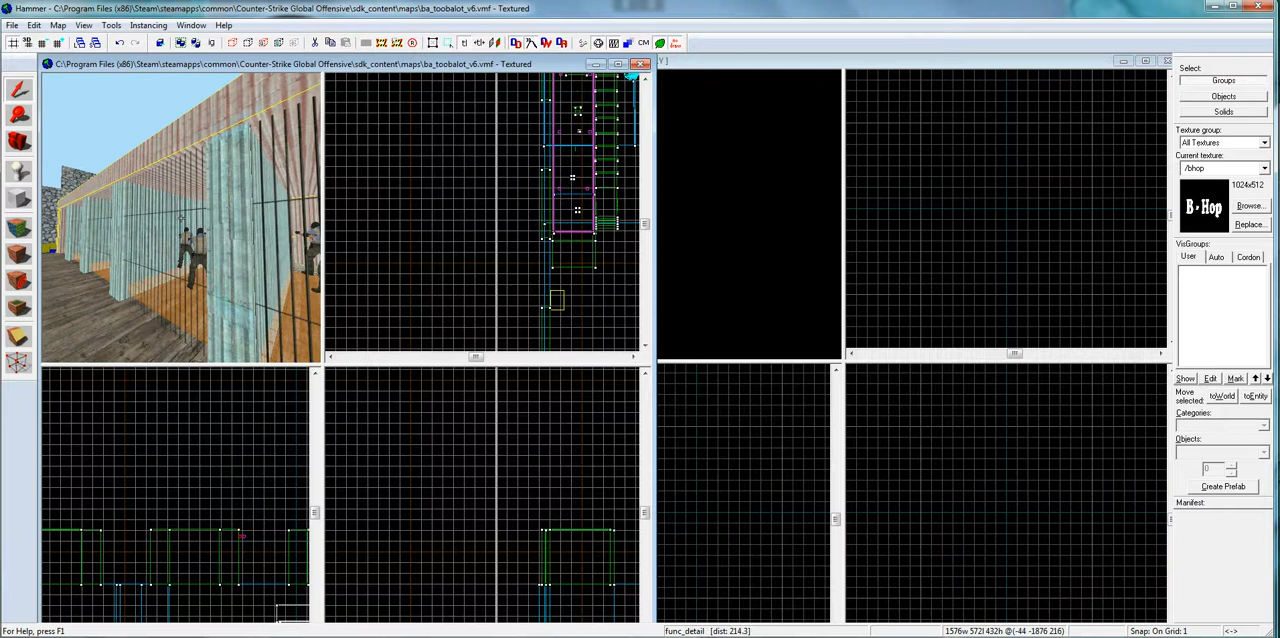 Hammer - C:\Program Files (x86)\Steam\steamapps\common\Counter-Strike Global Offensive\sdk_content\maps\ba_toobalot_v6.vmf - Textured
File Edit Map View Tools Instancing Window Help
C:\Program Files (x86)\Steam\steamapps\common\Counter-Strike Global Offensive\sdk_content\maps\ba_toobalot_v6.vmf - Textured
Select:
Groups
Objects
Solids
Texture group:
All Textures
Current texture:
/bhop
1024x512
B - Hop
Browse...
Replace...
VisGroups:
User Auto Cordon
Show Edit Mark
Move selected:
toWorld toEntity
Categories:
Objects:
0
Create Prefab
Manifest:
For Help, press F1
func_detail [dist: 214.3]
1576w 572l 432h @(-44 -1876 216)
Snap: On Grid: 1
<->